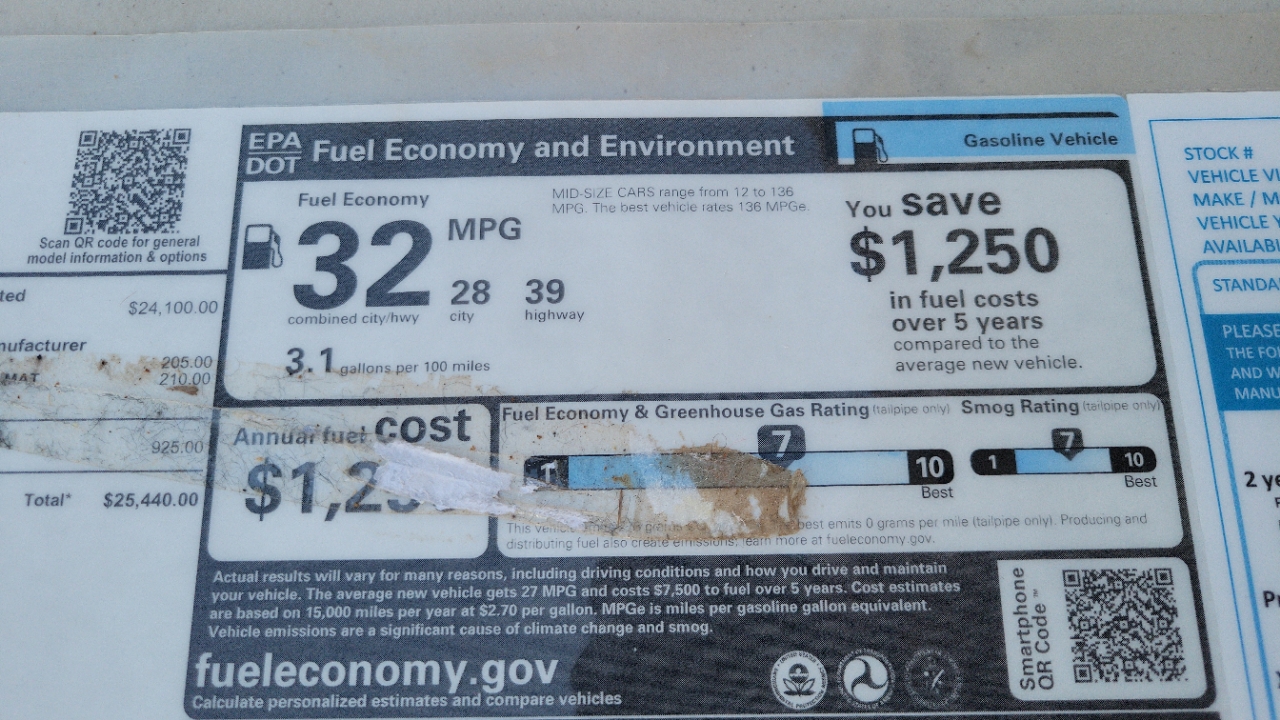 Scan QR code for general
model information & options
ted
$24,100.00
nufacturer
205.00
MAT
210.00
925.00
Total* $25,440.00
EPA
DOT
Fuel Economy and Environment
Gasoline Vehicle
Fuel Economy
32 MPG
combined city/hwy
28
city
39
highway
3.1 gallons per 100 miles
MID-SIZE CARS range from 12 to 136
MPG. The best vehicle rates 136 MPGe.
You save
$1,250
in fuel costs
over 5 years
compared to the
average new vehicle.
Annual fuel cost
$1,2
Fuel Economy & Greenhouse Gas Rating (tailpipe only)
7
10
Best
Smog Rating (tailpipe only)
7
1
10
Best
This best emits 0 grams per mile (tailpipe only). Producing and
distributing fuel also create emissions; learn more at fueleconomy.gov.
Actual results will vary for many reasons, including driving conditions and how you drive and maintain
your vehicle. The average new vehicle gets 27 MPG and costs $7,500 to fuel over 5 years. Cost estimates
are based on 15,000 miles per year at $2.70 per gallon. MPGe is miles per gasoline gallon equivalent.
Vehicle emissions are a significant cause of climate change and smog.
fueleconomy.gov
Calculate personalized estimates and compare vehicles
Smartphone
QR Code™
STOCK #
VEHICLE VI
MAKE / M
VEHICLE Y
AVAILABI
STANDA
PLEASE
THE FO
AND W
MANU
2 ye